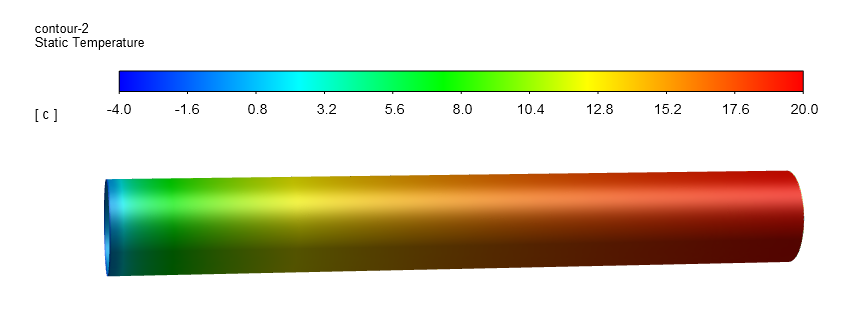 contour-2
Static Temperature
-4.0 -1.6 0.8 3.2 5.6 8.0 10.4 12.8 15.2 17.6 20.0
[ c ]